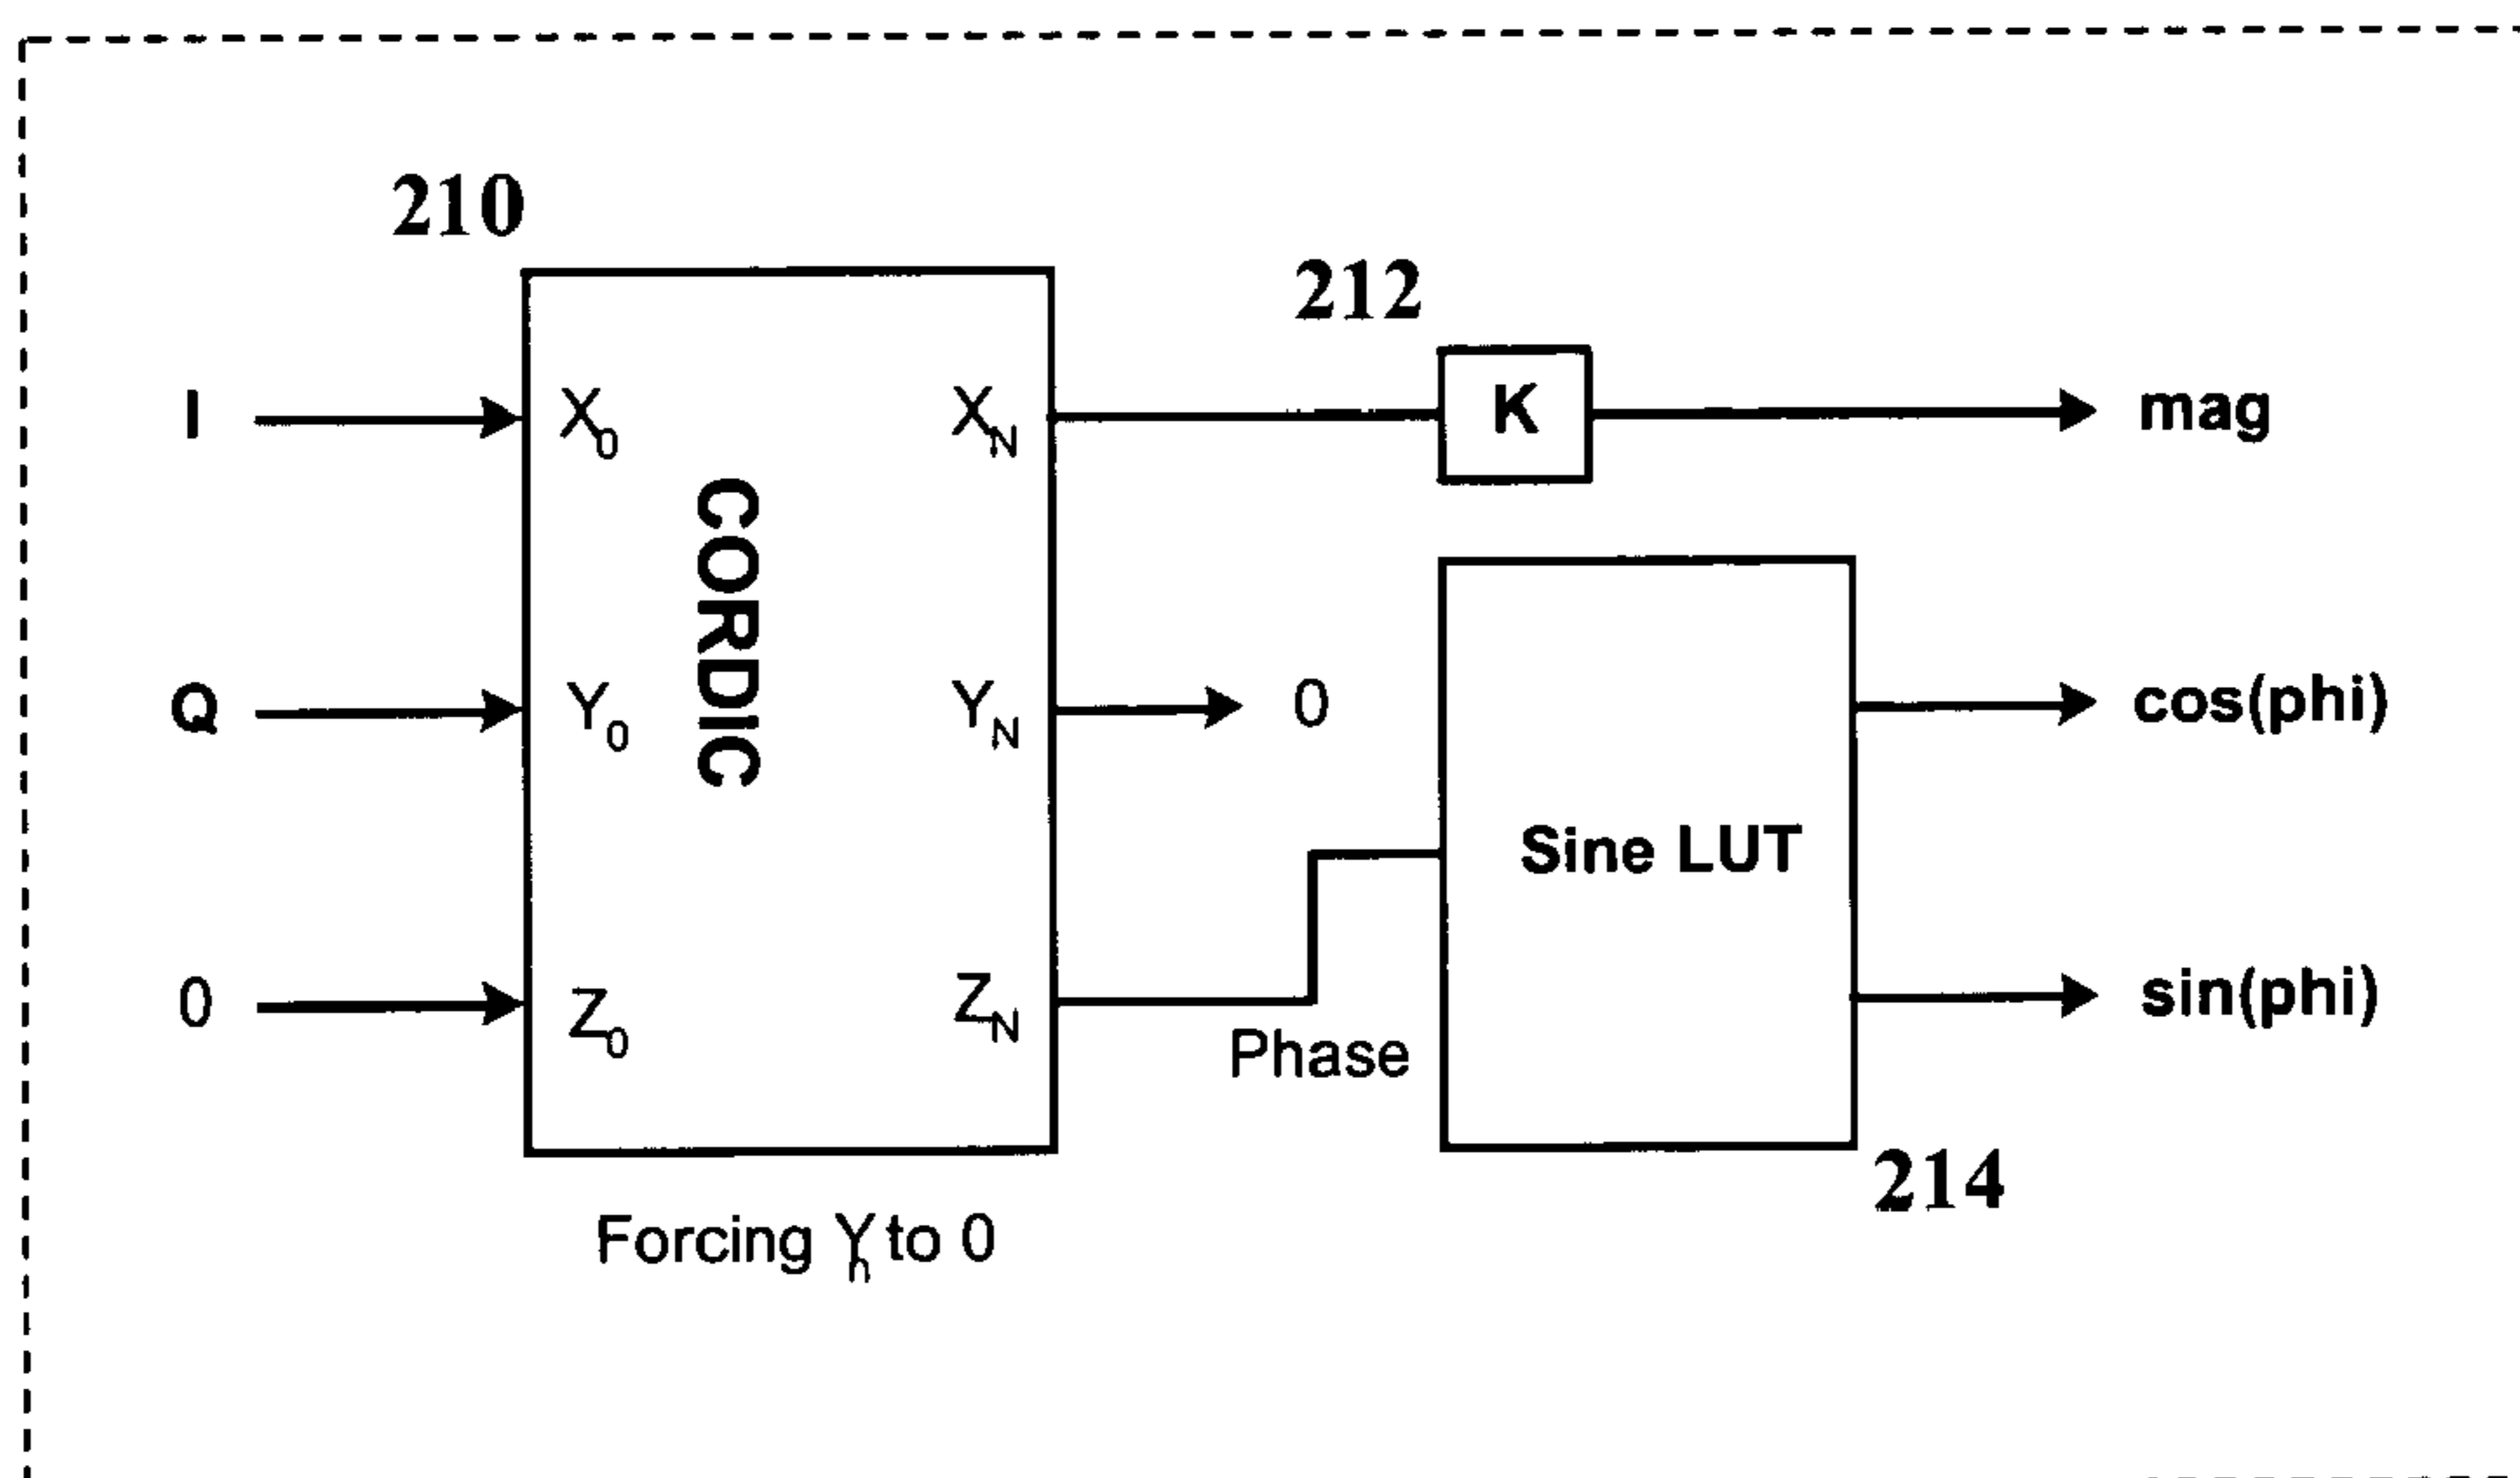 210
212
I
X0
XN
K
mag
CORDIC
Q
Y0
YN
0
cos(phi)
Sine LUT
0
Z0
ZN
sin(phi)
Phase
214
Forcing Yn to 0